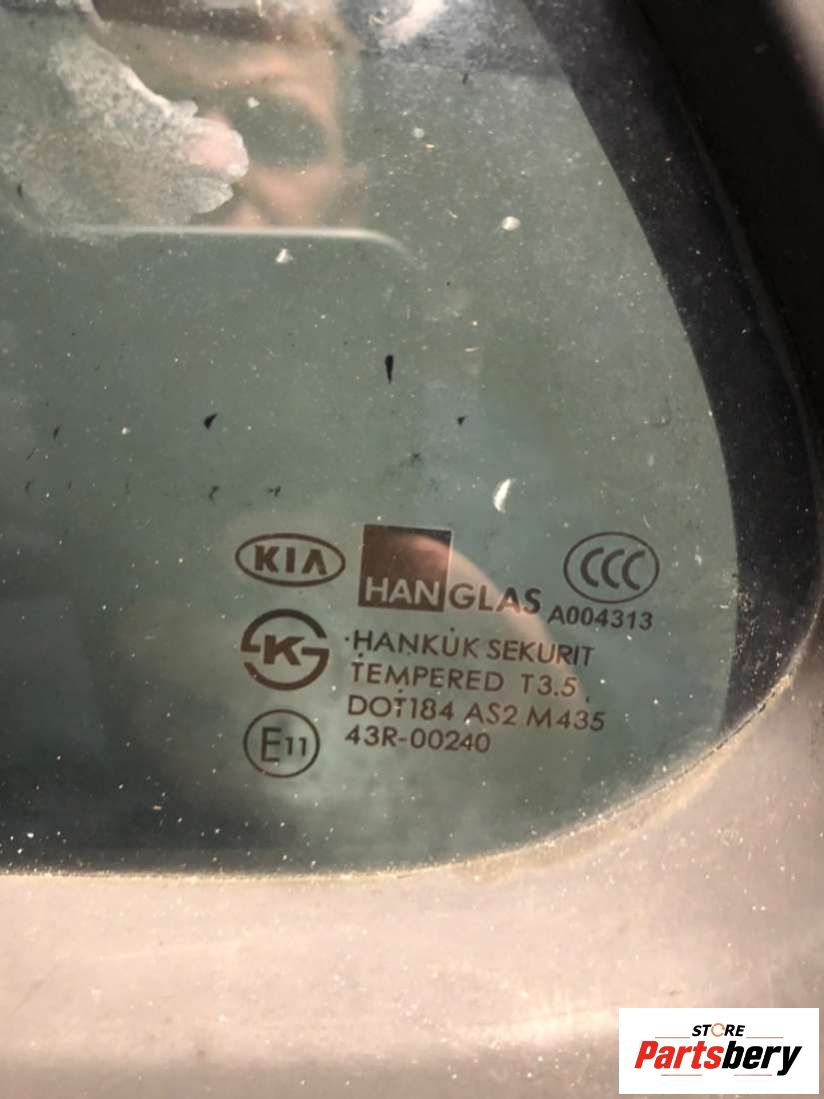 KIA
HANGLAS
CCC
A004313
K
HANKUK SEKURIT
TEMPERED T3.5
DOT184 AS2 M435
E11
43R-00240
STORE
Partsbery